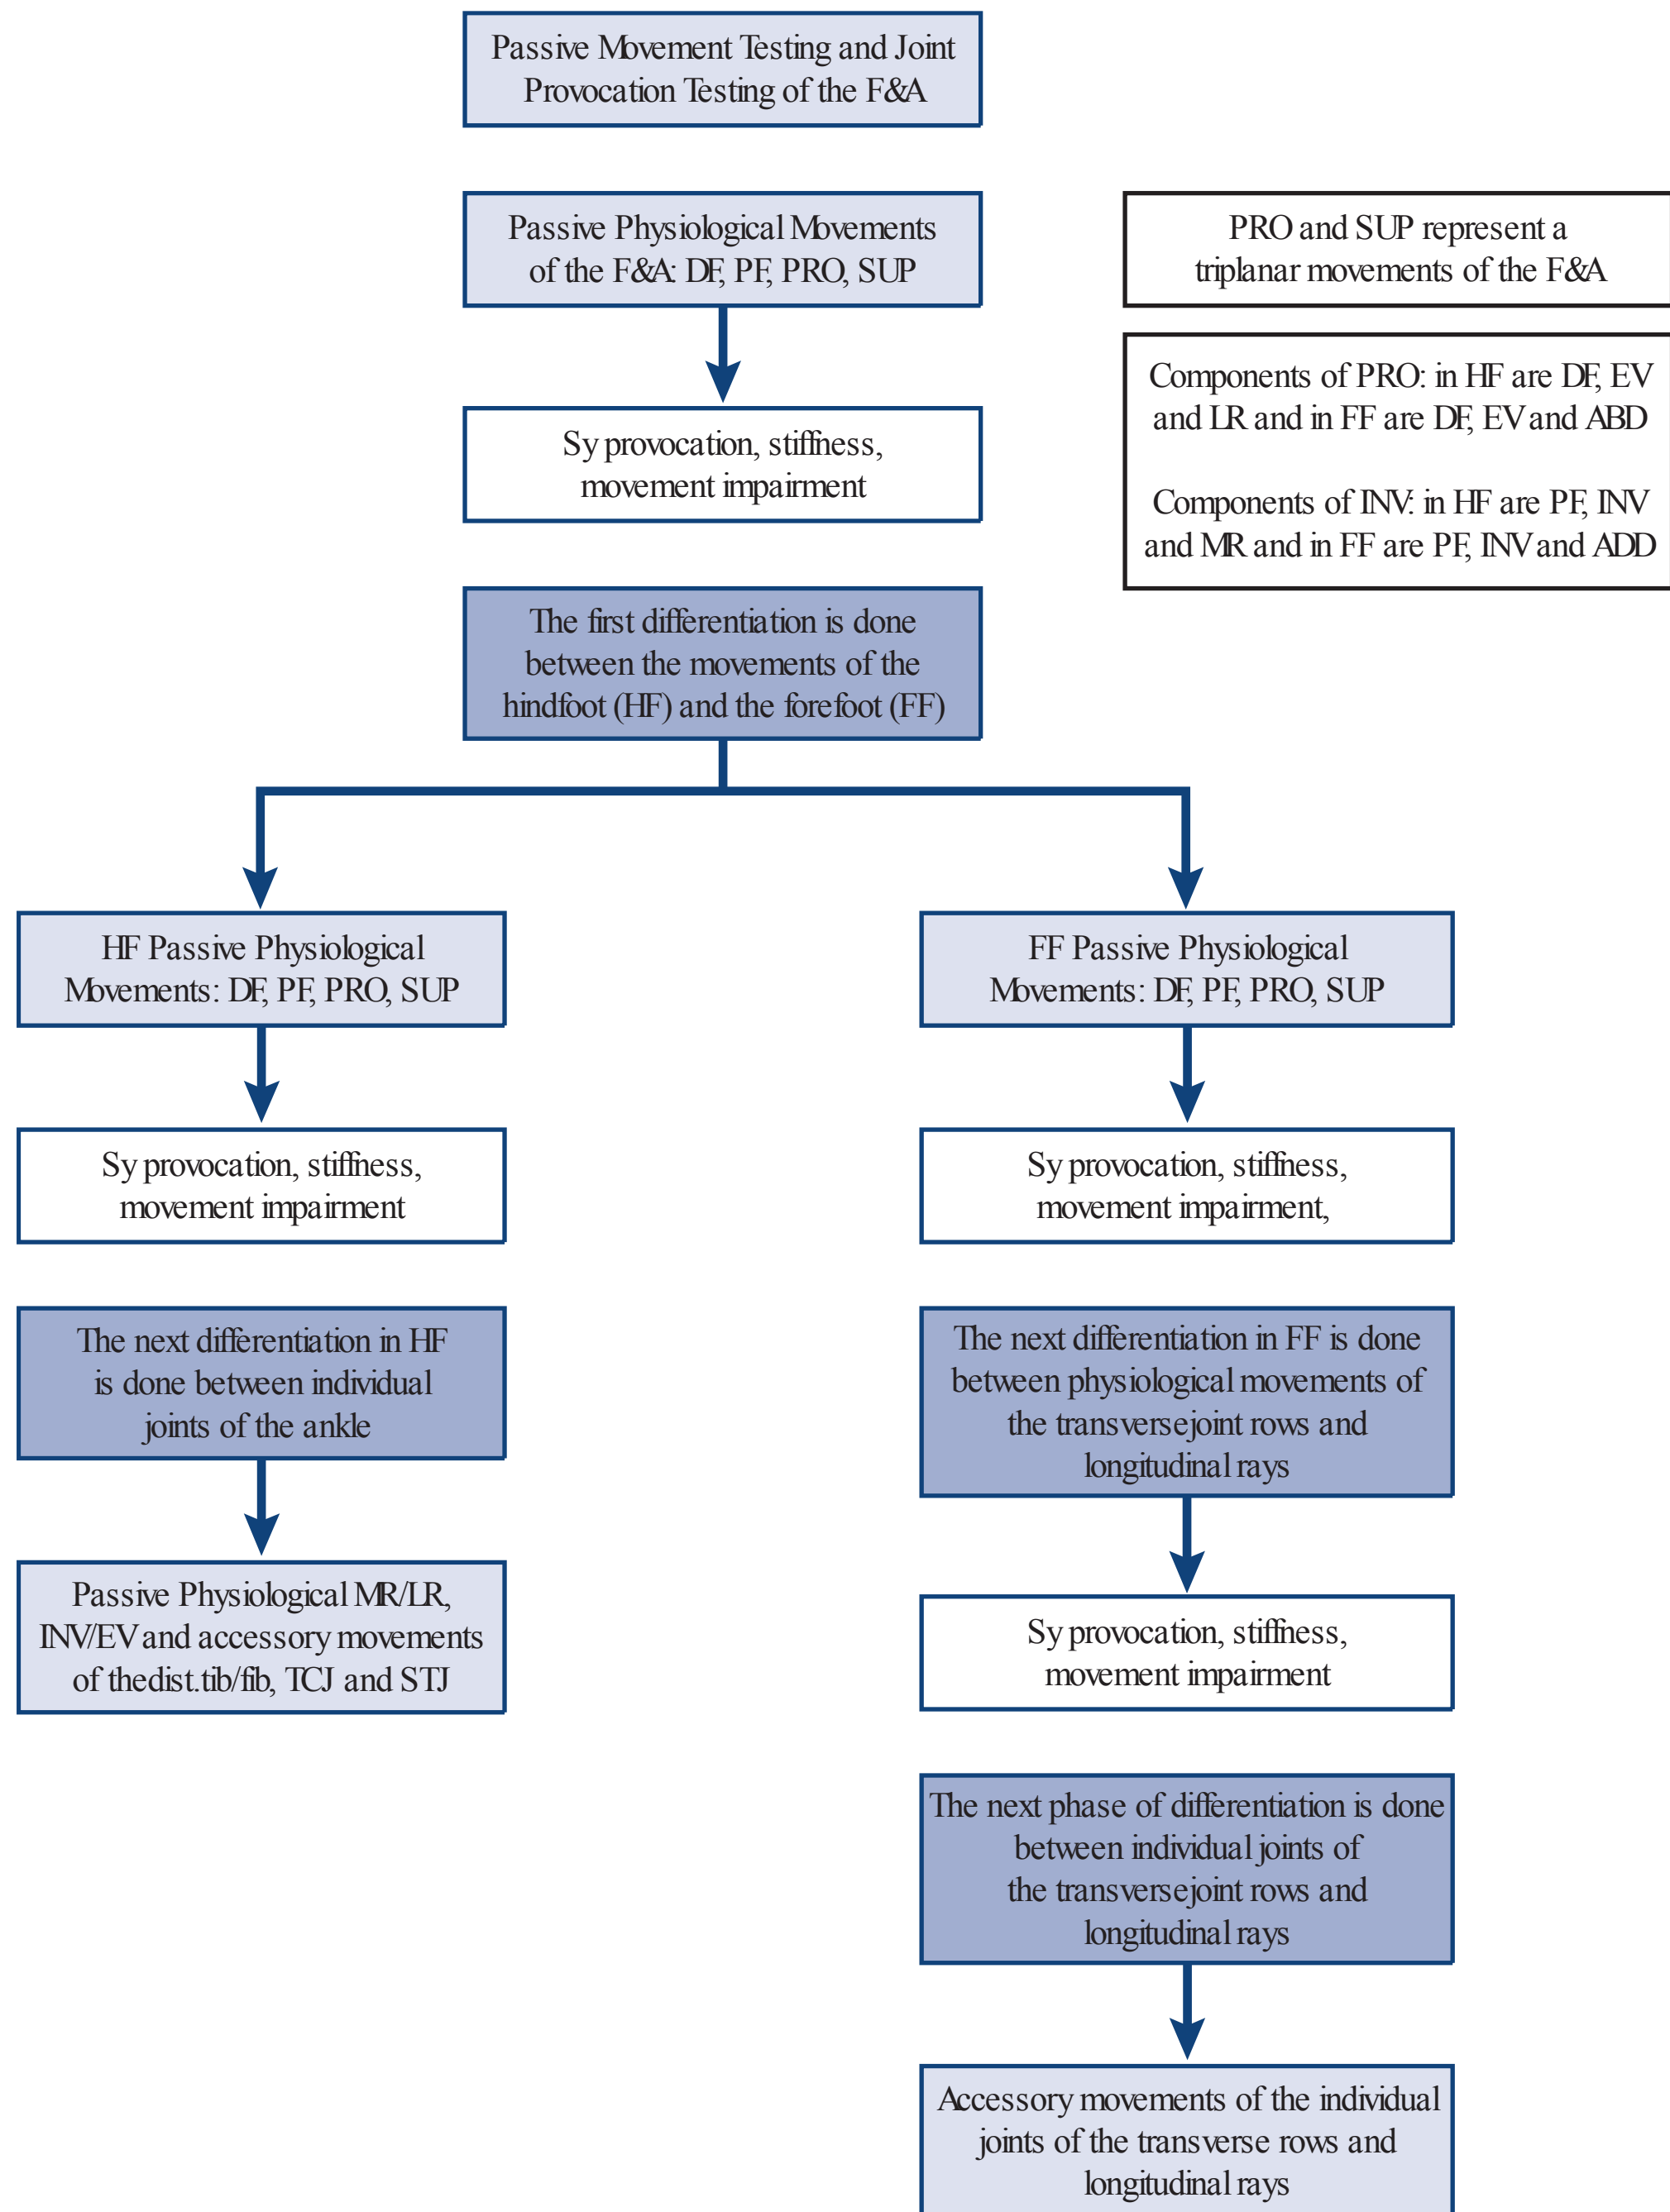 Passive Movement Testing and Joint
Provocation Testing of the F&A
Passive Physiological Movements
of the F&A: DF, PF, PRO, SUP
PRO and SUP represent a
triplanar movements of the F&A
Components of PRO: in HF are DF, EV
and LR and in FF are DF, EV and ABD
Components of INV: in HF are PF, INV
and MR and in FF are PF, INV and ADD
Sy provocation, stiffness,
movement impairment
The first differentiation is done
between the movements of the
hindfoot (HF) and the forefoot (FF)
HF Passive Physiological
Movements: DF, PF, PRO, SUP
Sy provocation, stiffness,
movement impairment
The next differentiation in HF
is done between individual
joints of the ankle
Passive Physiological MR/LR,
INV/EV and accessory movements
of thedist.tib/fib, TCJ and STJ
FF Passive Physiological
Movements: DF, PF, PRO, SUP
Sy provocation, stiffness,
movement impairment,
The next differentiation in FF is done
between physiological movements of
the transversejoint rows and
longitudinal rays
Sy provocation, stiffness,
movement impairment
The next phase of differentiation is done
between individual joints of
the transversejoint rows and
longitudinal rays
Accessory movements of the individual
joints of the transverse rows and
longitudinal rays